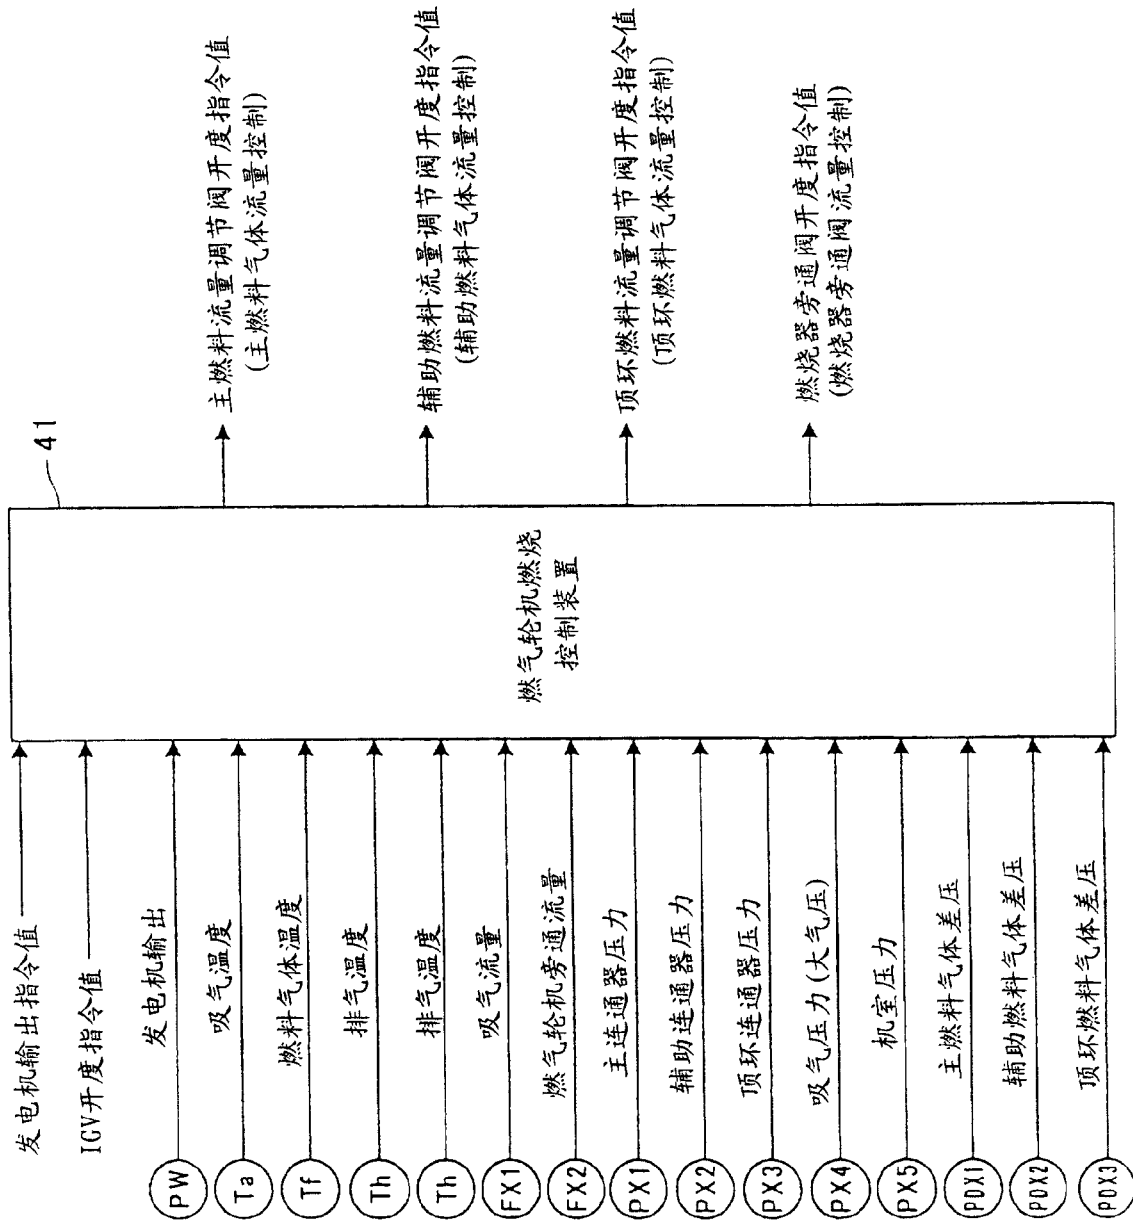 发电机输出指令值
IGV开度指令值
PW
发电机输出
Ta
吸气温度
Tf
燃料气体温度
Th
排气温度
Th
排气温度
FX1
吸气流量
FX2
燃气轮机旁通流量
PX1
主连通器压力
PX2
辅助连通器压力
PX3
顶环连通器压力
PX4
吸气压力(大气压)
PX5
机室压力
PDX1
主燃料气体差压
PDX2
辅助燃料气体差压
PDX3
顶环燃料气体差压
燃气轮机燃烧
控制装置
41
主燃料流量调节阀开度指令值
(主燃料气体流量控制)
辅助燃料流量调节阀开度指令值
(辅助燃料气体流量控制)
顶环燃料流量调节阀开度指令值
(顶环燃料气体流量控制)
燃烧器旁通阀开度指令值
(燃烧器旁通阀流量控制)